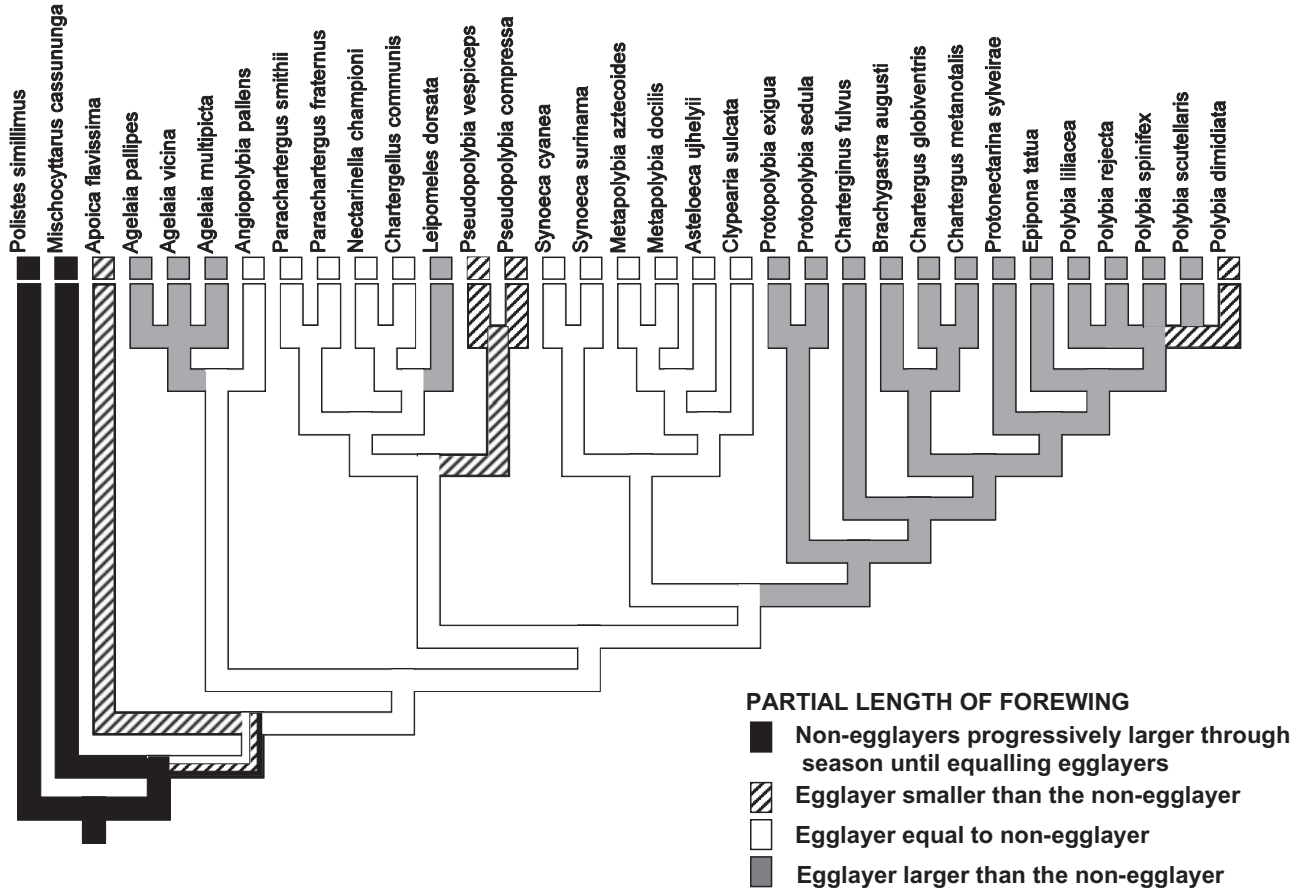 Polistes simillimus
Mischocyttarus cassununga
Apoica flavissima
Agelaia pallipes
Agelaia vicina
Agelaia multipicta
Angiopolybia pallens
Parachartergus smithii
Parachartergus fraternus
Nectarinella championi
Chartergellus communis
Leipomeles dorsata
Pseudopolybia vespiceps
Pseudopolybia compressa
Synoeca cyanea
Synoeca surinama
Metapolybia aztecoides
Metapolybia docilis
Asteloeca ujhelyii
Clypearia sulcata
Protopolybia exigua
Protopolybia sedula
Charterginus fulvus
Brachygastra augusti
Chartergus globiventris
Chartergus metanotalis
Protonectarina sylveirae
Epipona tatua
Polybia liliacea
Polybia rejecta
Polybia spinifex
Polybia scutellaris
Polybia dimidiata
PARTIAL LENGTH OF FOREWING
Non-egglayers progressively larger through
season until equalling egglayers
Egglayer smaller than the non-egglayer
Egglayer equal to non-egglayer
Egglayer larger than the non-egglayer